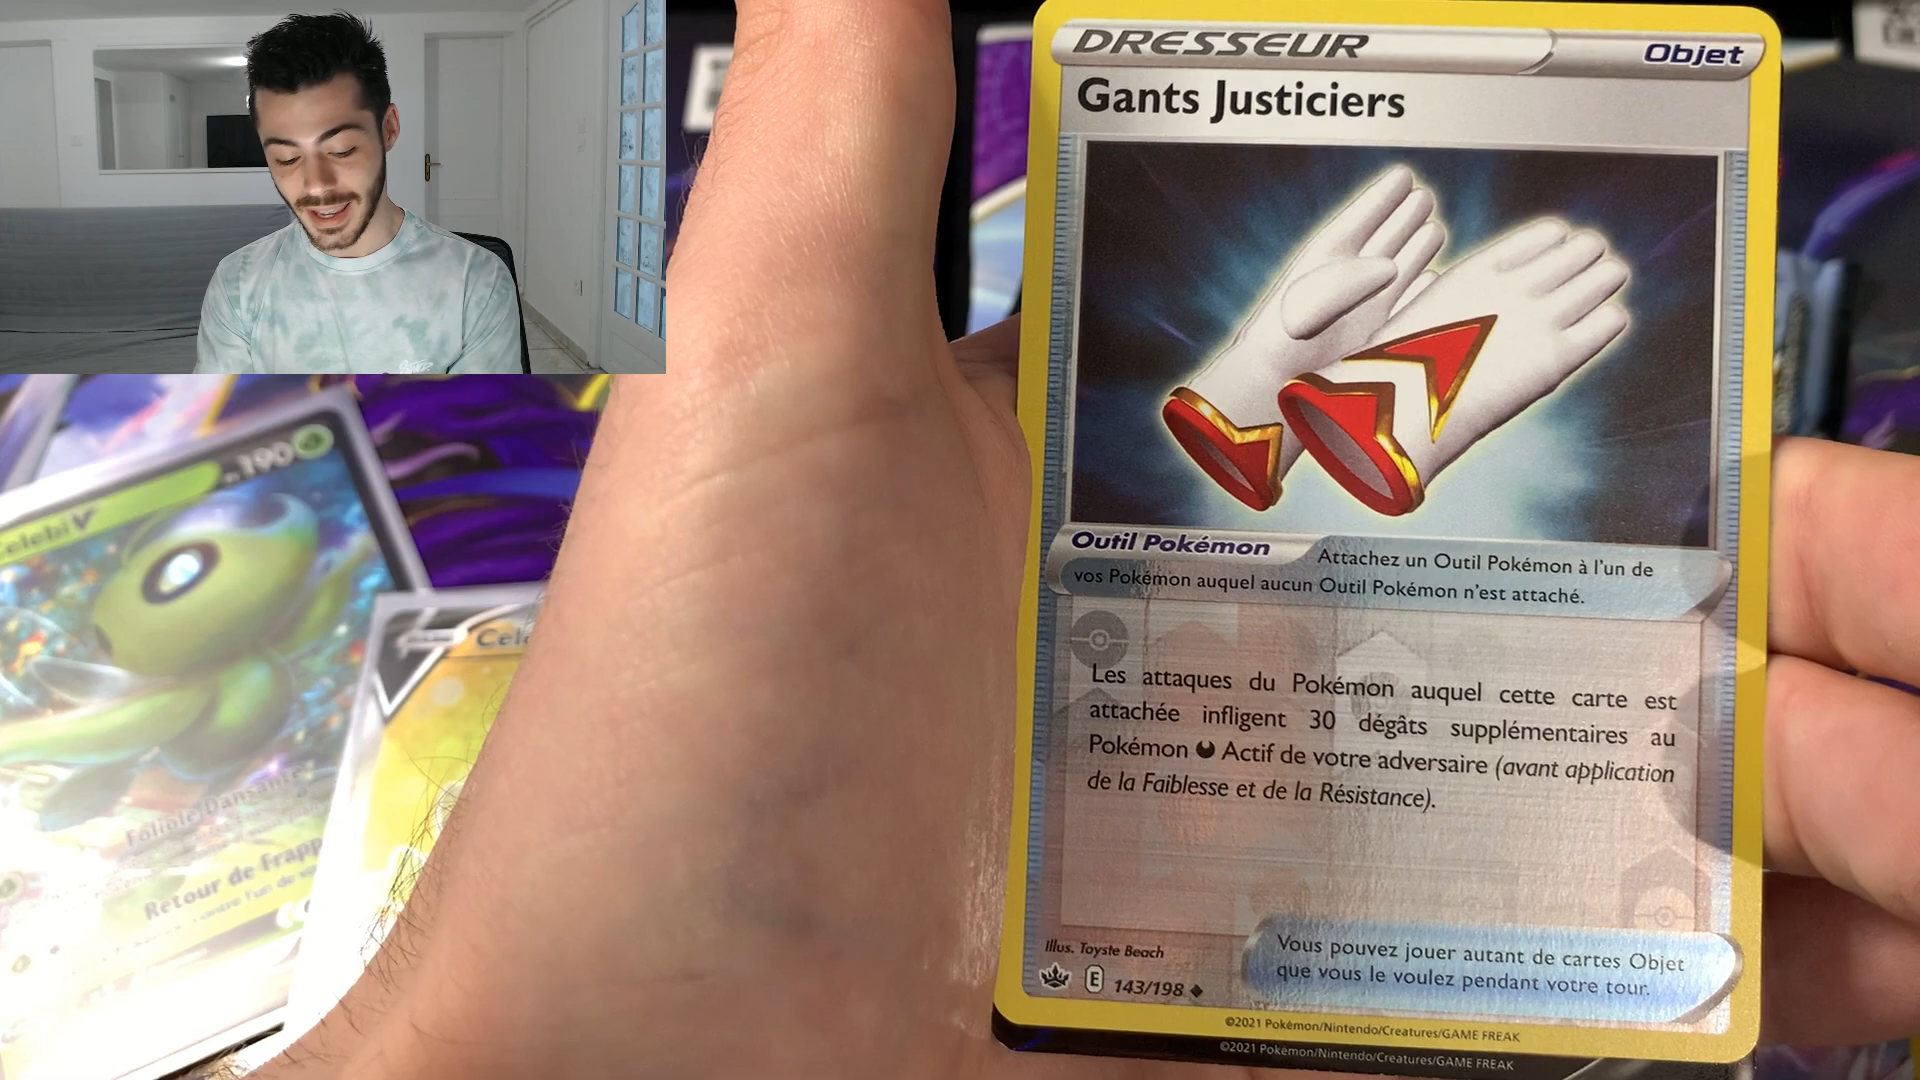 DRESSEUR
Objet
Gants Justiciers
Outil Pokémon
Attachez un Outil Pokémon à l'un de
vos Pokémon auquel aucun Outil Pokémon n'est attaché.
Les attaques du Pokémon auquel cette carte est
attachée infligent 30 dégâts supplémentaires au
Pokémon Actif de votre adversaire (avant application
de la Faiblesse et de la Résistance).
Illus. Toyste Beach
E 143/198
Vous pouvez jouer autant de cartes Objet
que vous le voulez pendant votre tour.
©2021 Pokémon/Nintendo/Creatures/GAME FREAK
©2021 Pokémon/Nintendo/Creatures/GAME FREAK
Celebi V
190
Foliole Dansante
Retour de Frapp
Cele